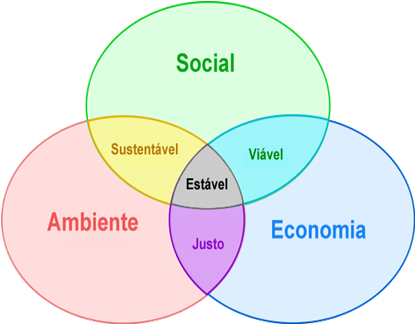 Social
Sustentável
Viável
Estável
Ambiente
Economia
Justo